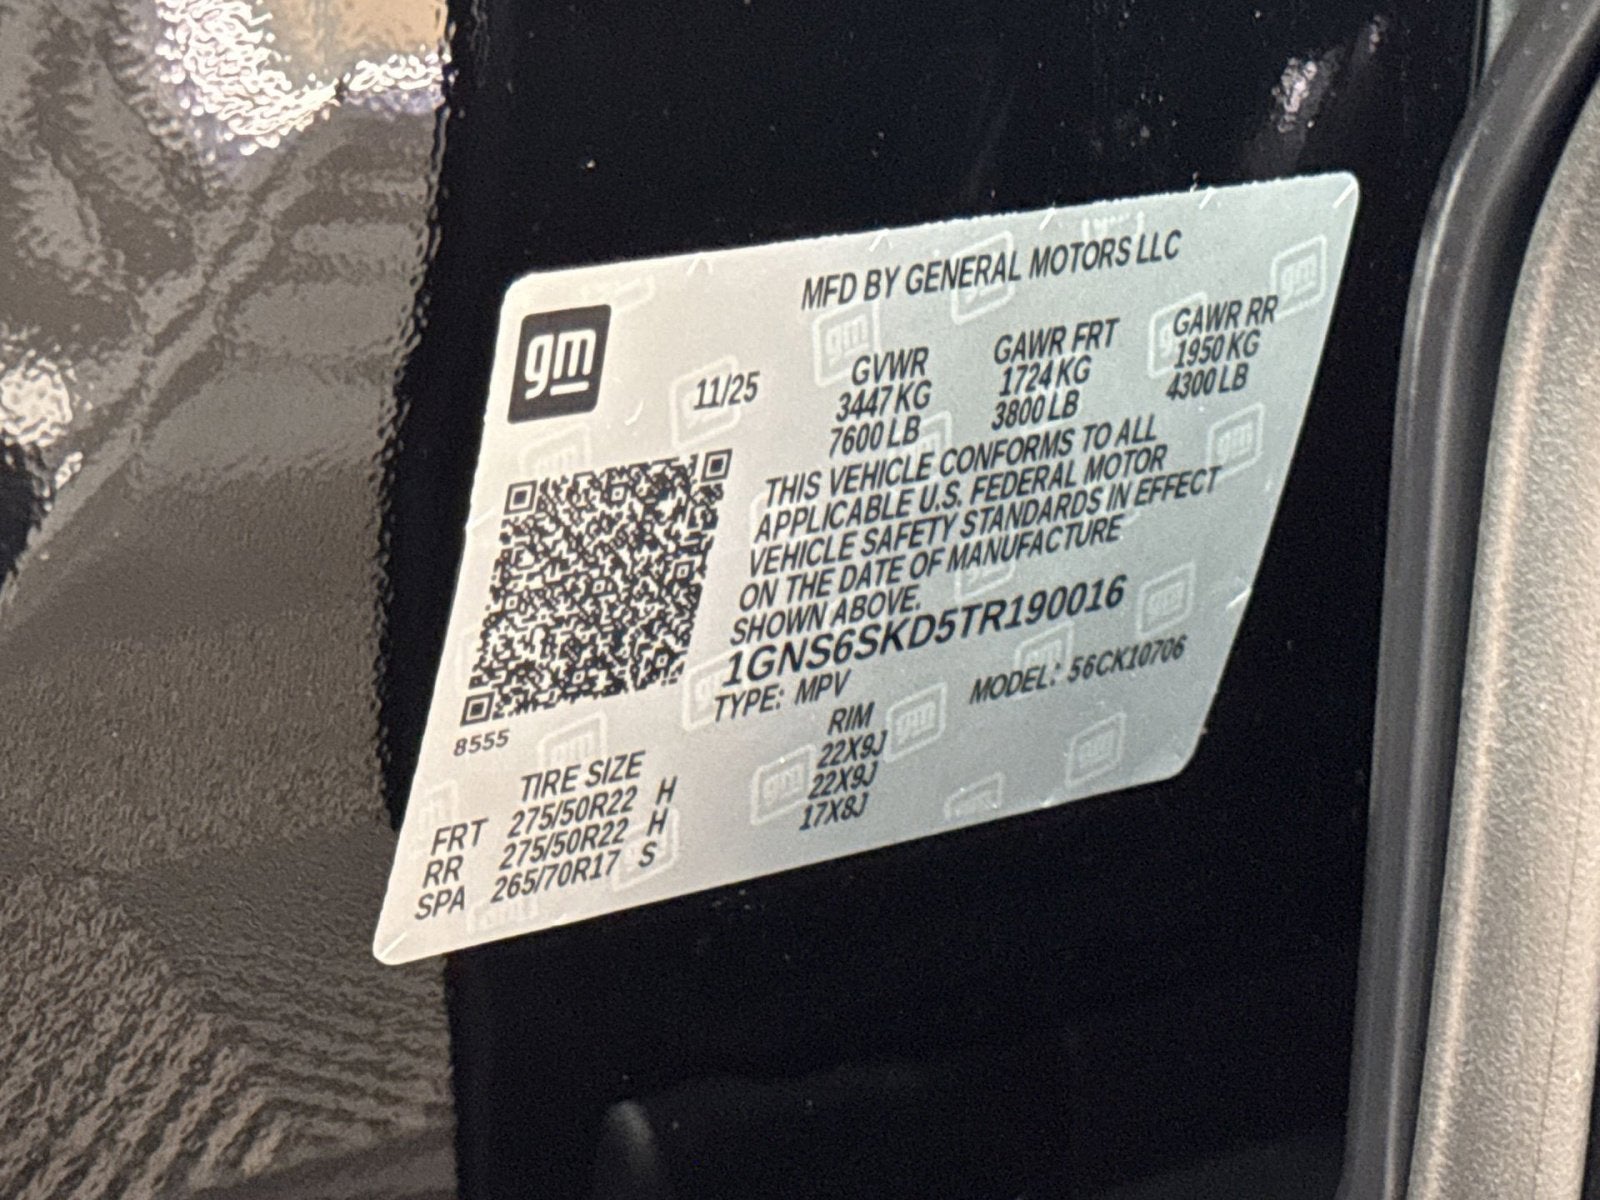 gm
MFD BY GENERAL MOTORS LLC
11/25
GVWR GAWR FRT GAWR RR
3447 KG 1724 KG 1950 KG
7600 LB 3800 LB 4300 LB
THIS VEHICLE CONFORMS TO ALL
APPLICABLE U.S. FEDERAL MOTOR
VEHICLE SAFETY STANDARDS IN EFFECT
ON THE DATE OF MANUFACTURE
SHOWN ABOVE.
1GNS6SKD5TR190016
TYPE: MPV MODEL: 56CK10706
8555
TIRE SIZE RIM
FRT 275/50R22 H 22X9J
RR 275/50R22 H 22X9J
SPA 265/70R17 S 17X8J